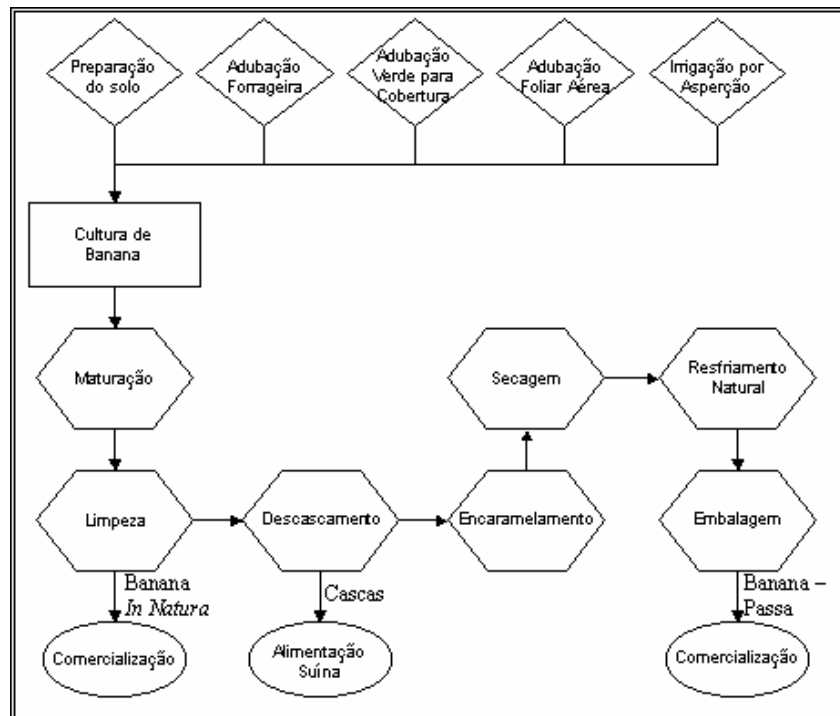 Preparação
do solo
Adubação
Forrageira
Adubação
Verde para
Cobertura
Adubação
Foliar Aérea
Irrigação por
Asperção
Cultura de
Banana
Maturação
Secagem
Resfriamento
Natural
Limpeza
Descascamento
Encaramelamento
Embalagem
Banana
In Natura
Cascas
Banana –
Passa
Comercialização
Alimentação
Suína
Comercialização